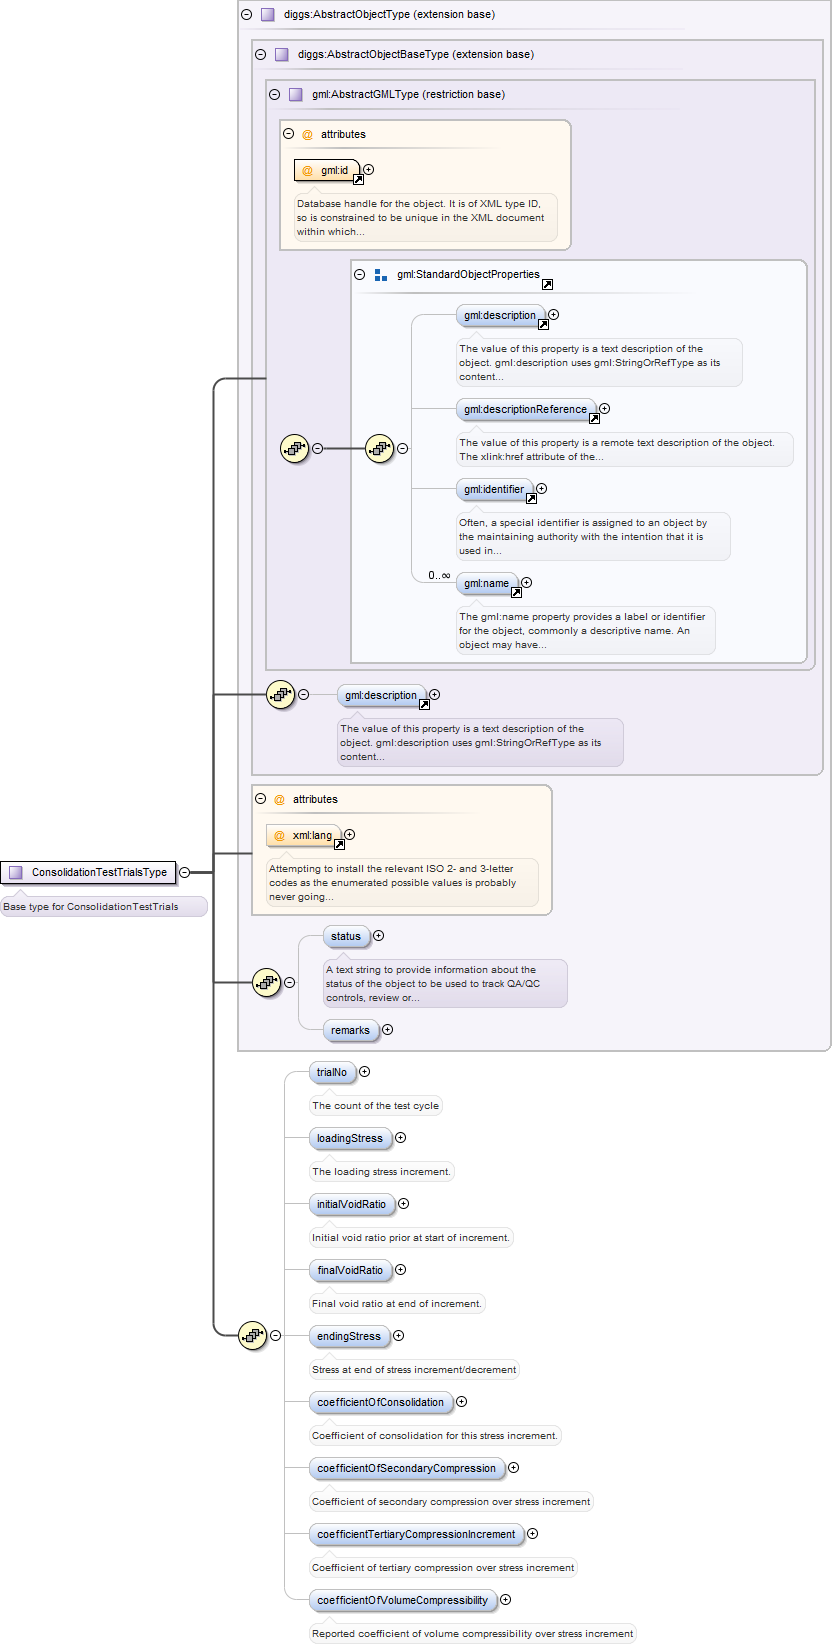 diggs:AbstractObjectType (extension base)
diggs:AbstractObjectBaseType (extension base)
gml:AbstractGMLType (restriction base)
@ attributes
@ gml:id
Database handle for the object. It is of XML type ID,
so is constrained to be unique in the XML document
within which...
gml:StandardObjectProperties
gml:description
The value of this property is a text description of the
object. gml:description uses gml:StringOrRefType as its
content...
gml:descriptionReference
The value of this property is a remote text description of the object.
The xlink:href attribute of the...
gml:identifier
Often, a special identifier is assigned to an object by
the maintaining authority with the intention that it is
used in...
0..∞
gml:name
The gml:name property provides a label or identifier
for the object, commonly a descriptive name. An
object may have...
gml:description
The value of this property is a text description of the
object. gml:description uses gml:StringOrRefType as its
content...
@ attributes
@ xml:lang
Attempting to install the relevant ISO 2- and 3-letter
codes as the enumerated possible values is probably
never going...
ConsolidationTestTrialsType
Base type for ConsolidationTestTrials
status
A text string to provide information about the
status of the object to be used to track QA/QC
controls, review or...
remarks
trialNo
The count of the test cycle
loadingStress
The loading stress increment.
initialVoidRatio
Initial void ratio prior at start of increment.
finalVoidRatio
Final void ratio at end of increment.
endingStress
Stress at end of stress increment/decrement
coefficientOfConsolidation
Coefficient of consolidation for this stress increment.
coefficientOfSecondaryCompression
Coefficient of secondary compression over stress increment
coefficientTertiaryCompressionIncrement
Coefficient of tertiary compression over stress increment
coefficientOfVolumeCompressibility
Reported coefficient of volume compressibility over stress increment